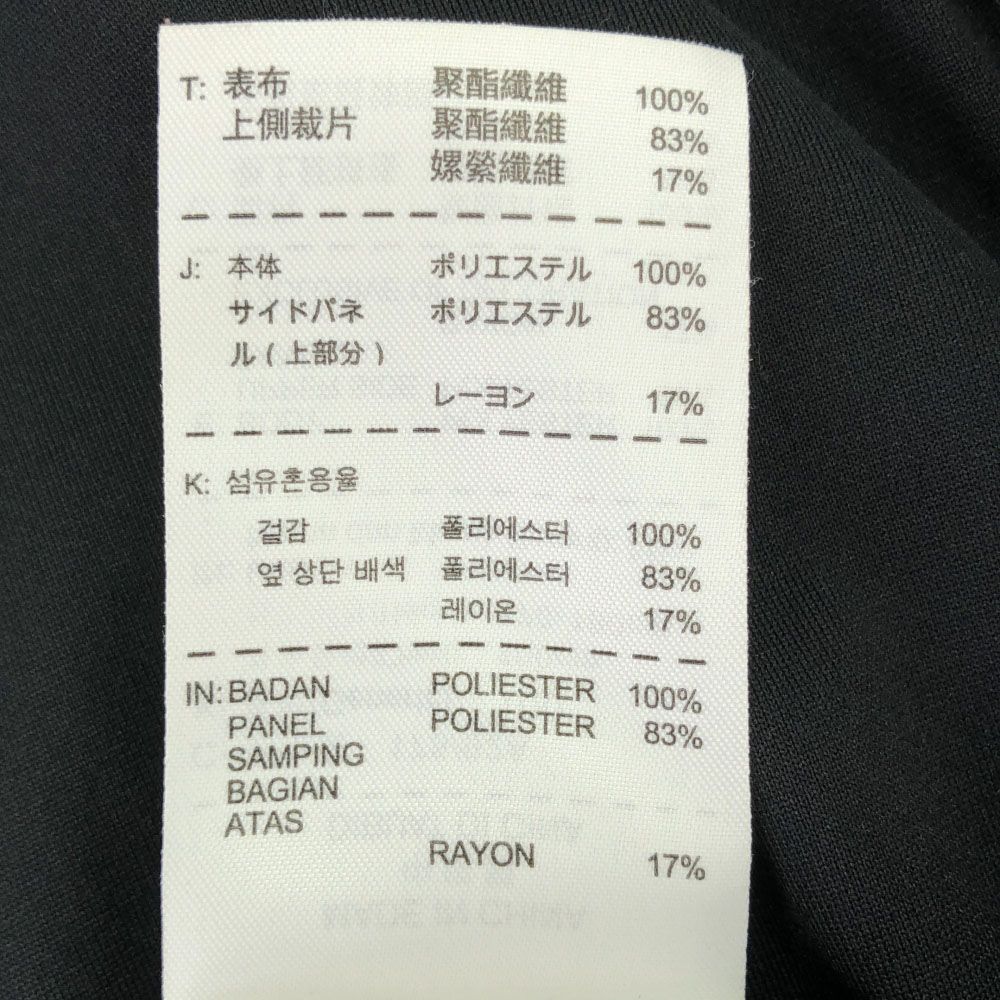 T: 表布 聚酯纖維 100%
上側裁片 聚酯纖維 83%
嫘縈纖維 17%
J: 本体 ポリエステル 100%
サイドパネ ポリエステル 83%
ル(上部分)
レーヨン 17%
K: 섬유혼용율
겉감 폴리에스터 100%
옆 상단 배색 폴리에스터 83%
레이온 17%
IN: BADAN POLIESTER 100%
PANEL POLIESTER 83%
SAMPING
BAGIAN
ATAS
RAYON 17%